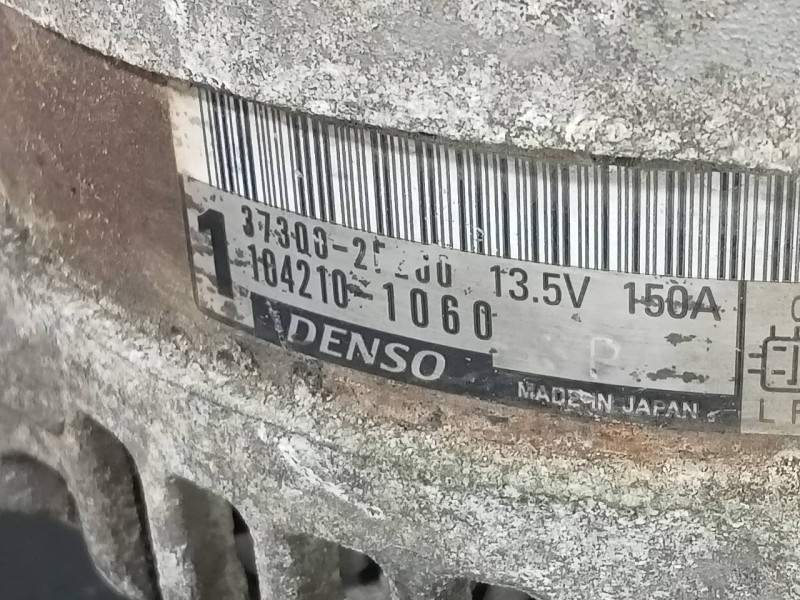 1
104210-1060
13.5V 150A
DENSO
P
MADE IN JAPAN
L